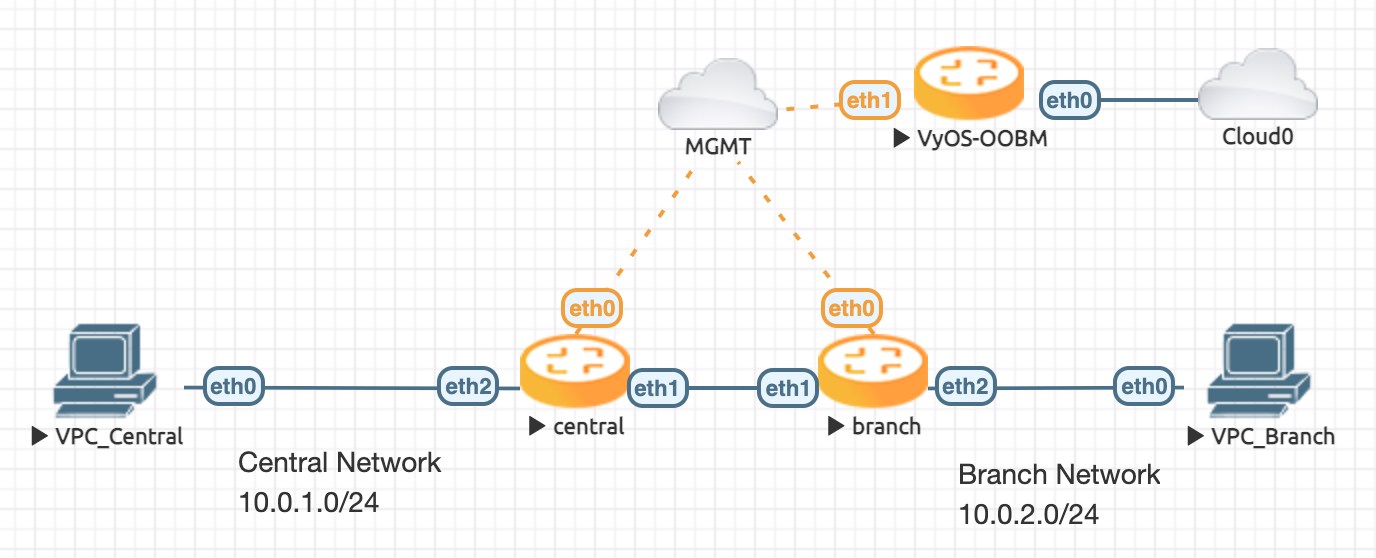 eth1
eth0
MGMT
VyOS-OOBM
Cloud0
eth0
eth0
eth0
eth2
eth1
eth1
eth2
eth0
VPC_Central
central
branch
VPC_Branch
Central Network
10.0.1.0/24
Branch Network
10.0.2.0/24